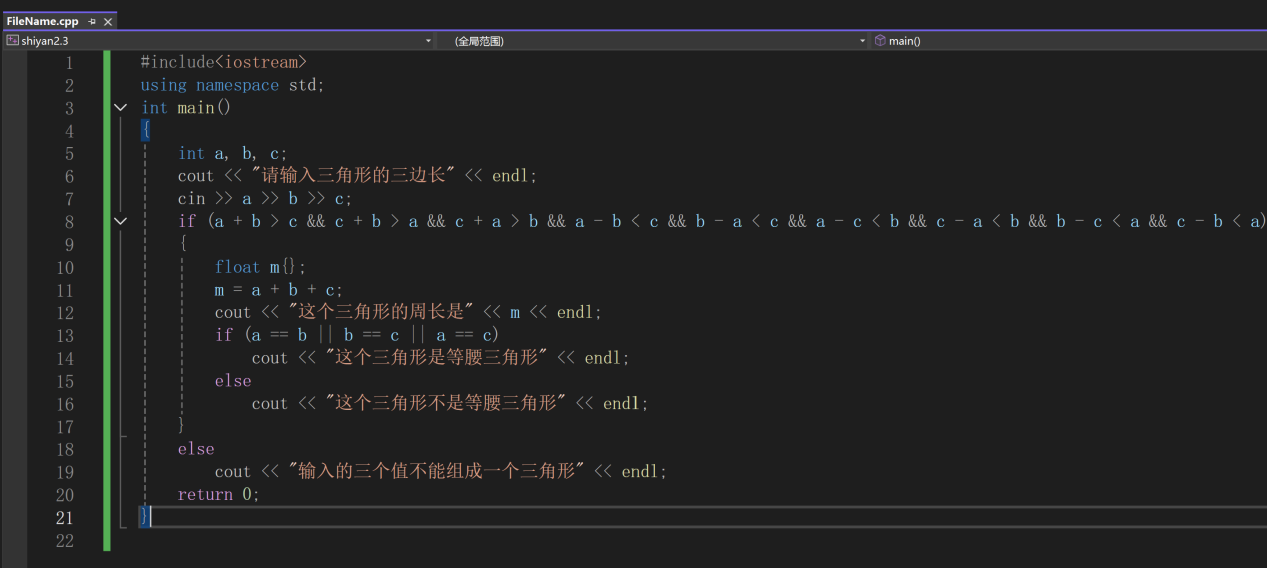 FileName.cpp
shiyan2.3 (全局范围) main()
1 #include<iostream>
2 using namespace std;
3 int main()
4 {
5 int a, b, c;
6 cout << "请输入三角形的三边长" << endl;
7 cin >> a >> b >> c;
8 if (a + b > c && c + b > a && c + a > b && a - b < c && b - a < c && a - c < b && c - a < b && b - c < a && c - b < a)
9 {
10 float m{};
11 m = a + b + c;
12 cout << "这个三角形的周长是" << m << endl;
13 if (a == b || b == c || a == c)
14 cout << "这个三角形是等腰三角形" << endl;
15 else
16 cout << "这个三角形不是等腰三角形" << endl;
17 }
18 else
19 cout << "输入的三个值不能组成一个三角形" << endl;
20 return 0;
21 }
22